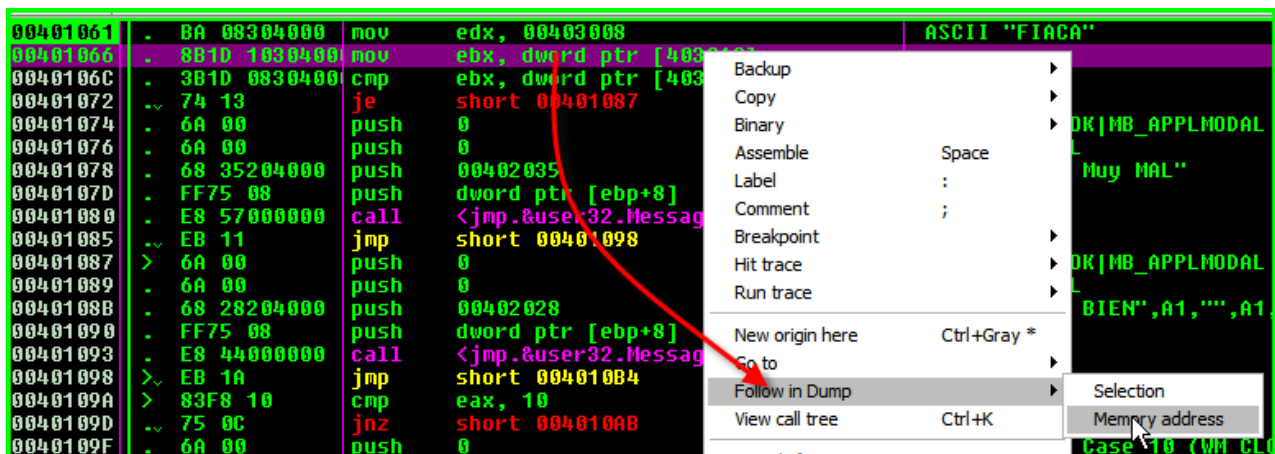 00401061 . BA 08304000 mov edx, 00403008 ASCII "FIACA"
00401066 . 8B1D 1030400 mov ebx, dword ptr
0040106C . 3B1D 0830400 cmp ebx, dword ptr [403 Backup
00401072 .v 74 13 je short 00401087 Copy
00401074 . 6A 00 push 0 Binary OK|MB_APPLMODAL
00401076 . 6A 00 push 0 Assemble Space L
00401078 . 68 35204000 push 00402035 Label : Muy MAL"
0040107D . FF75 08 push dword ptr [ebp+8]
00401080 . E8 57000000 call <jmp.&user32.Messag Comment ;
00401085 .v EB 11 jmp short 00401098 Breakpoint
00401087 > 6A 00 push 0 Hit trace OK|MB_APPLMODAL
00401089 . 6A 00 push 0 Run trace L
0040108B . 68 28204000 push 00402028 BIEN",A1,"",A1,
00401090 . FF75 08 push dword ptr [ebp+8] New origin here Ctrl+Gray *
00401093 . E8 44000000 call <jmp.&user32.Messag Go to
00401098 >v EB 1A jmp short 004010B4 Follow in Dump Selection
0040109A > 83F8 10 cmp eax, 10
0040109D .v 75 0C jnz short 004010AB View call tree Ctrl+K Memory address
0040109F . 6A 00 push 0 Case 10 (WM_CLO